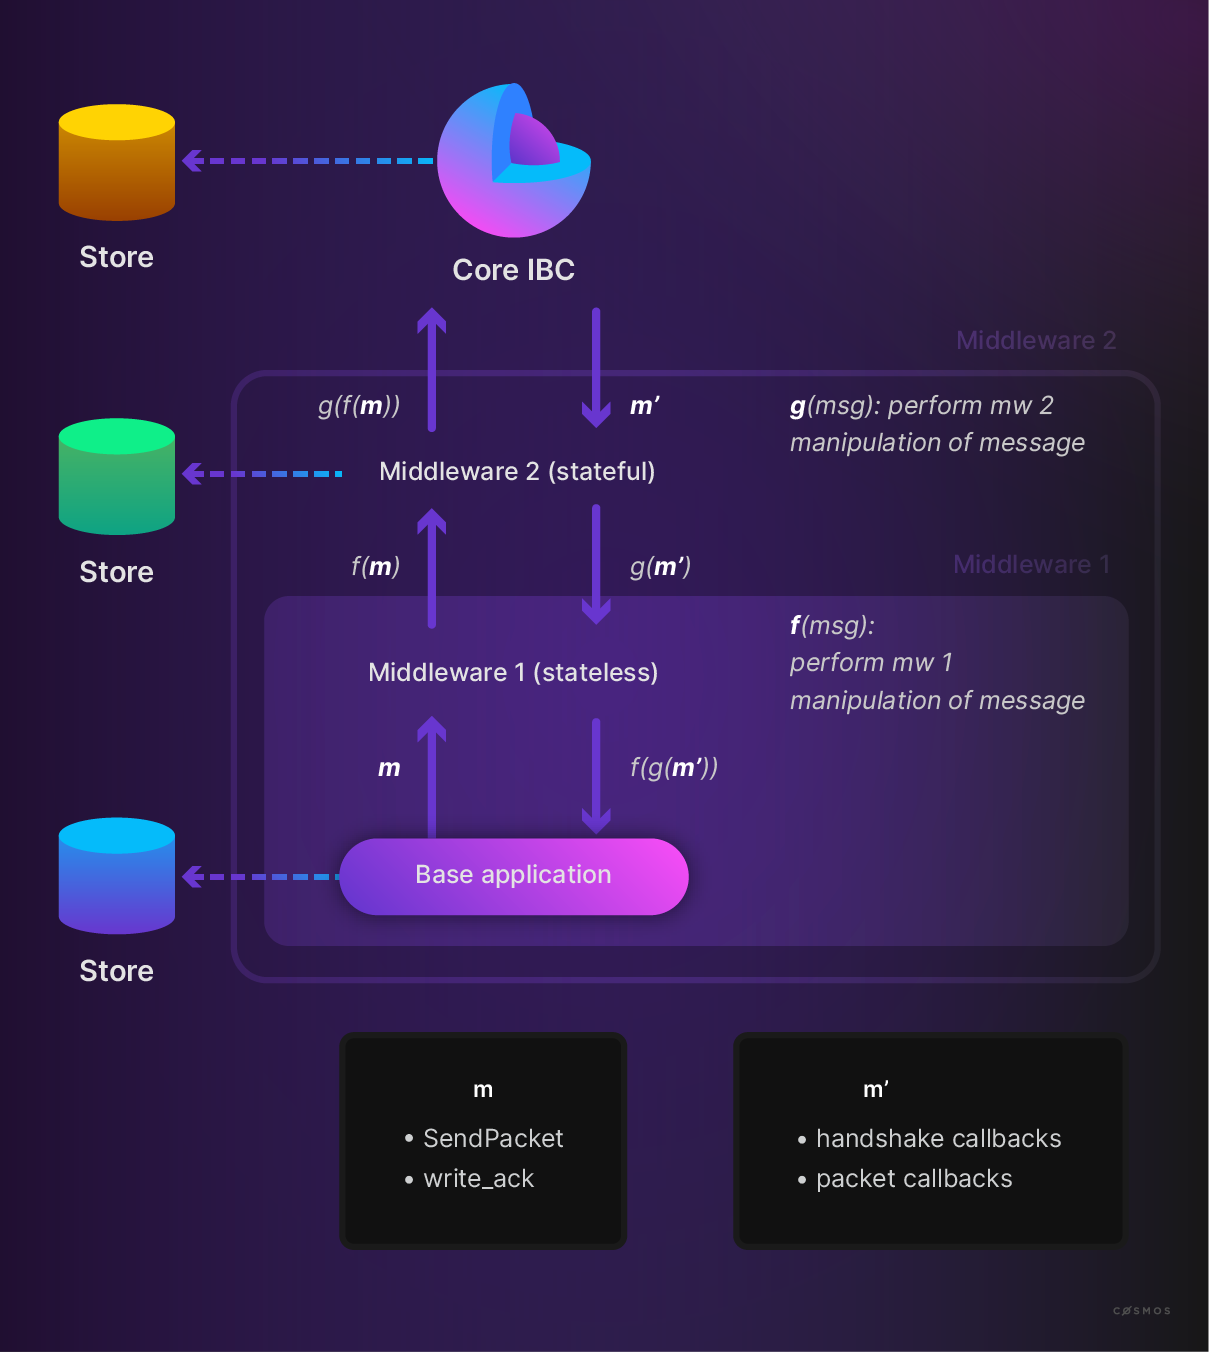 Store
Core IBC
Middleware 2
g(f(m))
m’
g(msg): perform mw 2
manipulation of message
Middleware 2 (stateful)
Store
f(m)
g(m’)
Middleware 1
f(msg):
perform mw 1
manipulation of message
Middleware 1 (stateless)
m
f(g(m’))
Base application
Store
m
• SendPacket
• write_ack
m’
• handshake callbacks
• packet callbacks
COSMOS